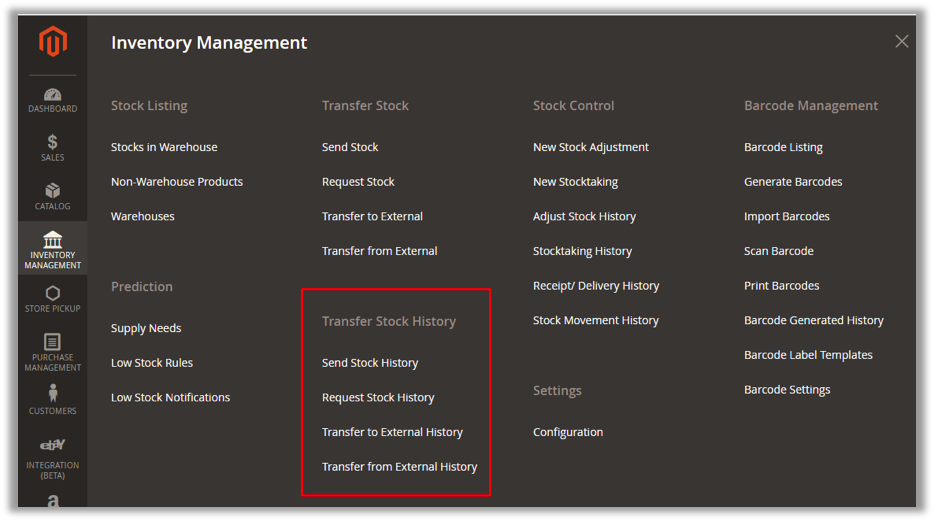 Inventory Management
DASHBOARD
$
SALES
CATALOG
INVENTORY
MANAGEMENT
STORE PICKUP
PURCHASE
MANAGEMENT
CUSTOMERS
ebay
INTEGRATION
(BETA)
a
Stock Listing
Stocks in Warehouse
Non-Warehouse Products
Warehouses
Prediction
Supply Needs
Low Stock Rules
Low Stock Notifications
Transfer Stock
Send Stock
Request Stock
Transfer to External
Transfer from External
Transfer Stock History
Send Stock History
Request Stock History
Transfer to External History
Transfer from External History
Stock Control
New Stock Adjustment
New Stocktaking
Adjust Stock History
Stocktaking History
Receipt/ Delivery History
Stock Movement History
Settings
Configuration
Barcode Management
Barcode Listing
Generate Barcodes
Import Barcodes
Scan Barcode
Print Barcodes
Barcode Generated History
Barcode Label Templates
Barcode Settings